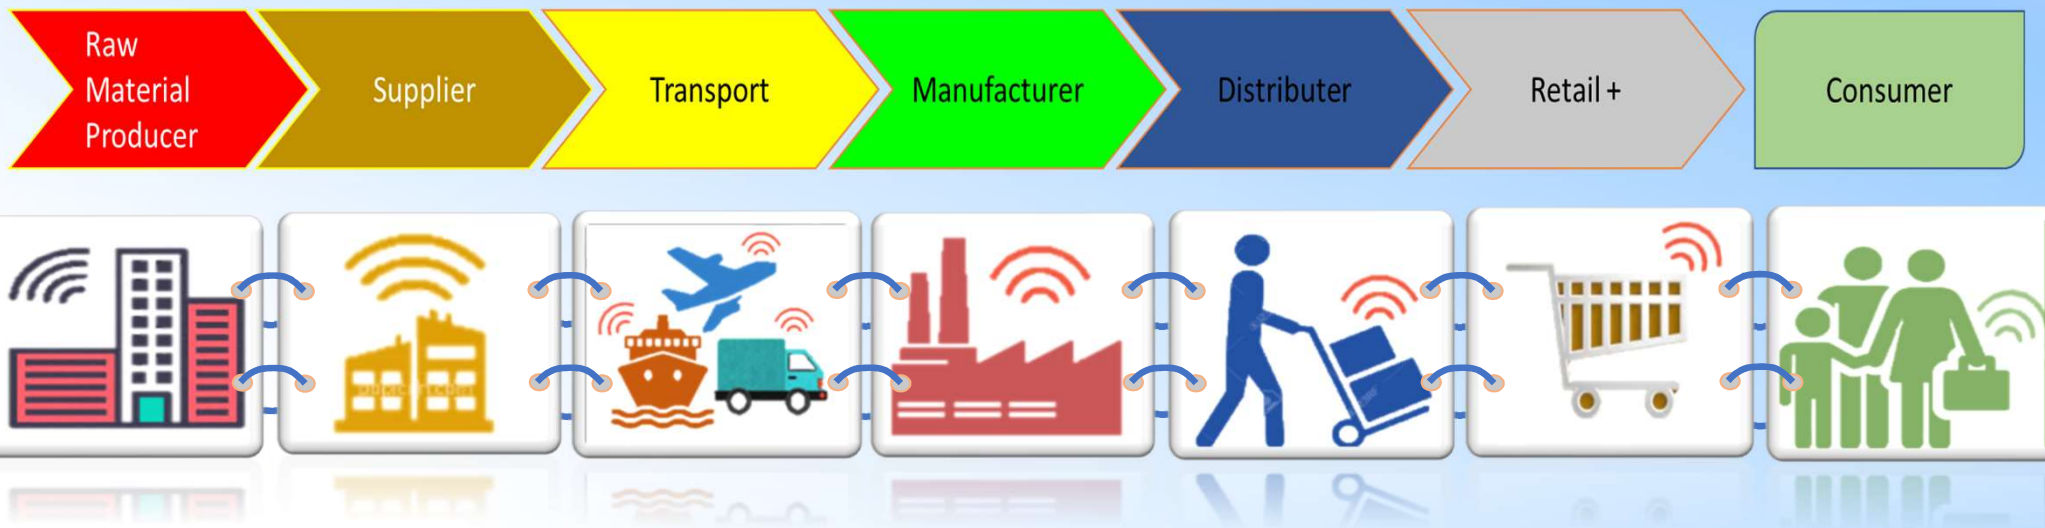 Raw
Material
Producer
Supplier
Transport
Manufacturer
Distributer
Retail +
Consumer